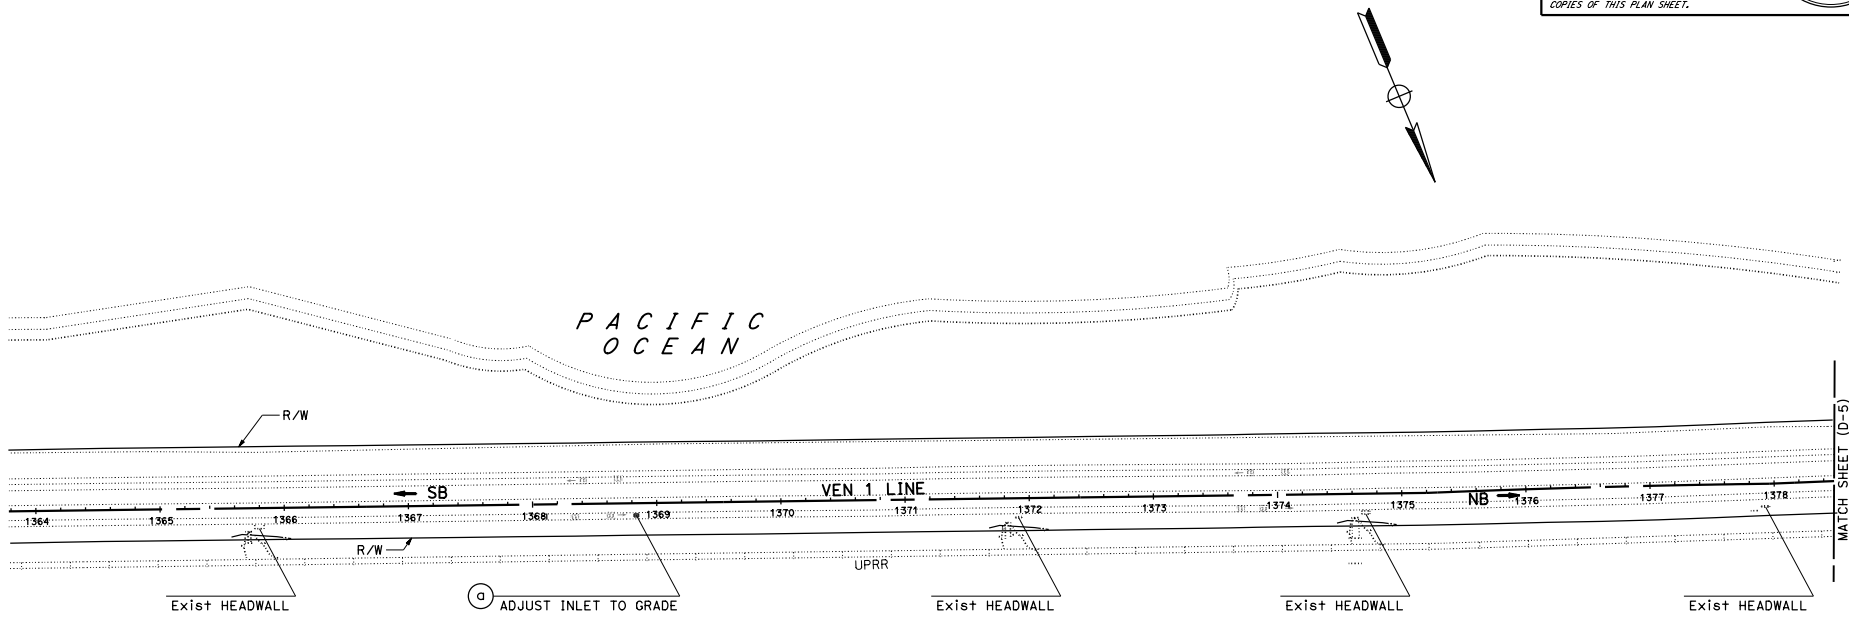 COPIES OF THIS PLAN SHEET.
PACIFIC
OCEAN
R/W
MATCH SHEET (D-5)
SB
VEN 1 LINE
NB
1364
1365
1366
1367
1368
1369
1370
1371
1372
1373
1374
1375
1376
1377
1378
R/W
UPRR
Exist HEADWALL
a ADJUST INLET TO GRADE
Exist HEADWALL
Exist HEADWALL
Exist HEADWALL